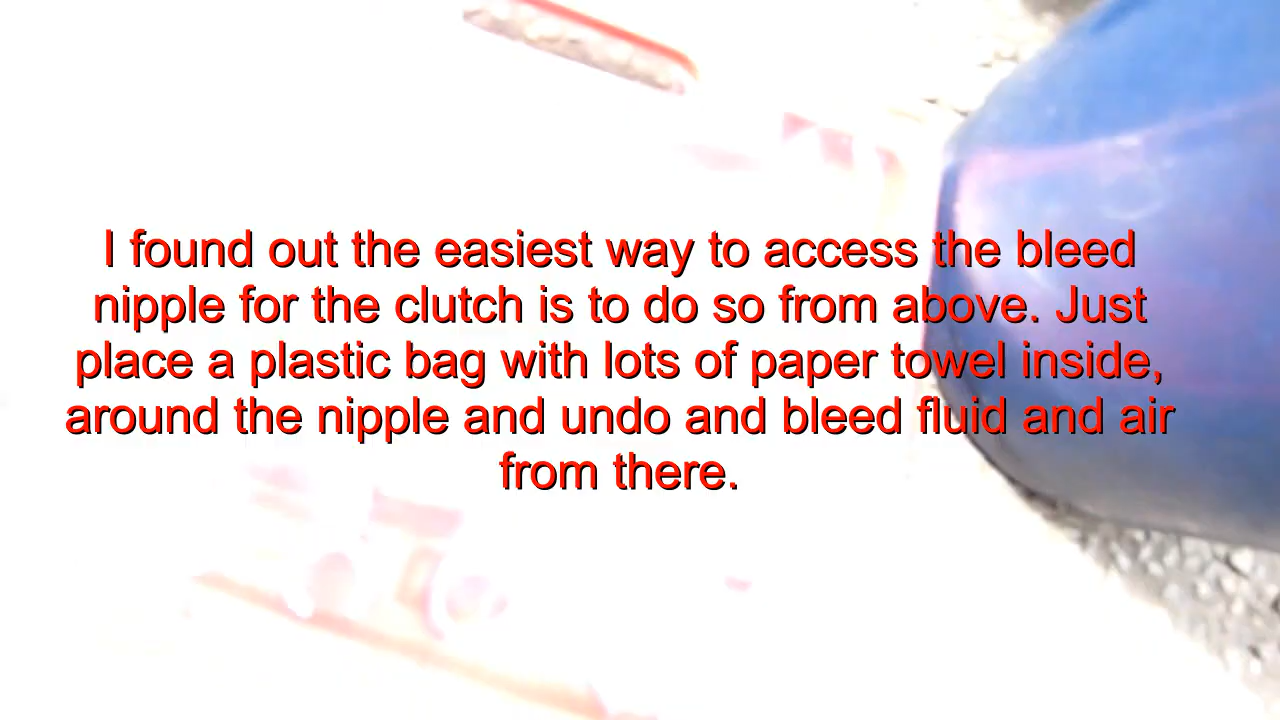 I found out the easiest way to access the bleed
nipple for the clutch is to do so from above. Just
place a plastic bag with lots of paper towel inside,
around the nipple and undo and bleed fluid and air
from there.